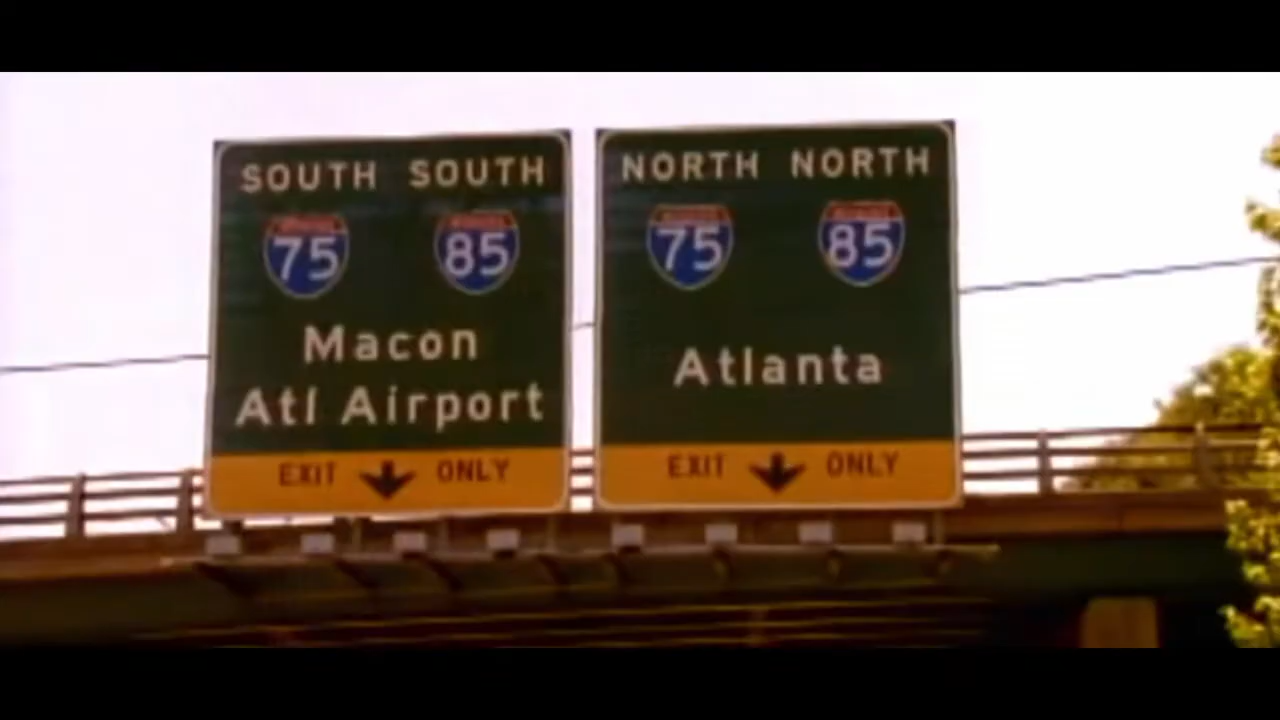 SOUTH SOUTH
75 85
Macon
Atl Airport
EXIT ONLY
NORTH NORTH
75 85
Atlanta
EXIT ONLY